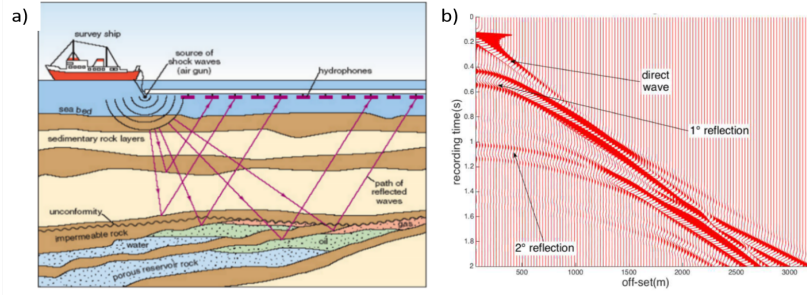 a)
survey ship
source of
shock waves
(air gun)
hydrophones
sea bed
sedimentary rock layers
path of
reflected
waves
unconformity
impermeable rock
gas
water
oil
porous reservoir rock
b)
0
0.2
0.4
0.6
0.8
1
1.2
1.4
1.6
1.8
2
recording time(s)
direct
wave
1° reflection
2° reflection
500
1000
1500
2000
2500
3000
off-set(m)